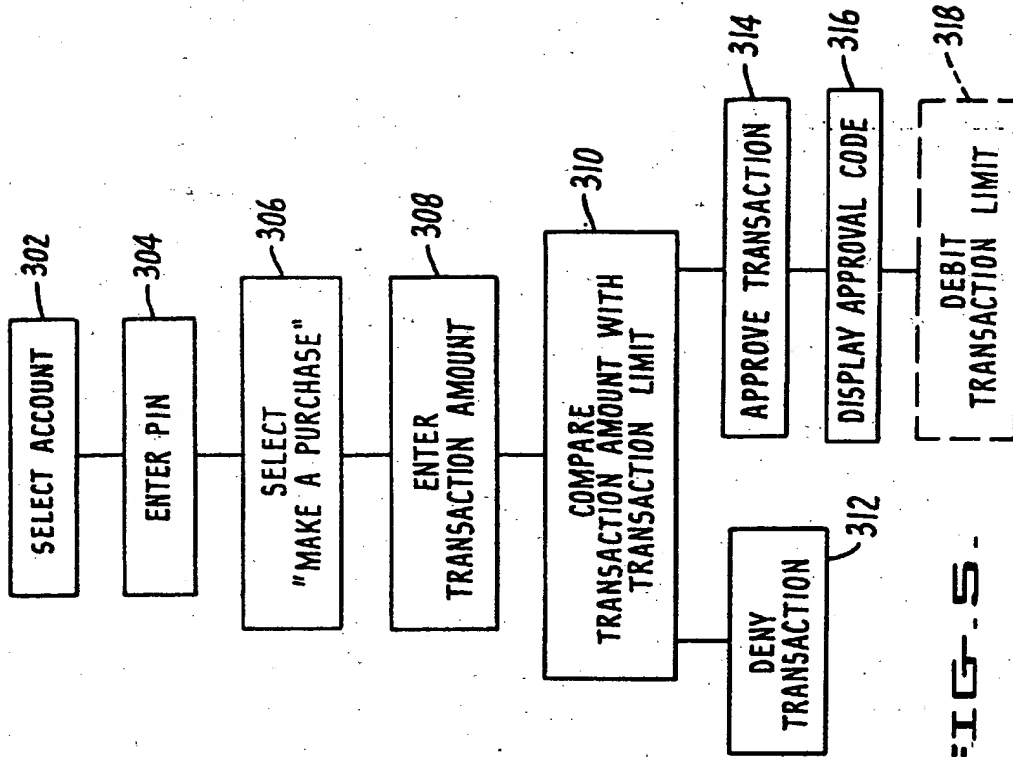 SELECT ACCOUNT
302
ENTER PIN
304
SELECT
"MAKE A PURCHASE"
306
ENTER
TRANSACTION AMOUNT
308
COMPARE
TRANSACTION AMOUNT WITH
TRANSACTION LIMIT
310
DENY
TRANSACTION
312
APPROVE TRANSACTION
314
DISPLAY APPROVAL CODE
316
DEBIT
TRANSACTION LIMIT
318
FIG.5.